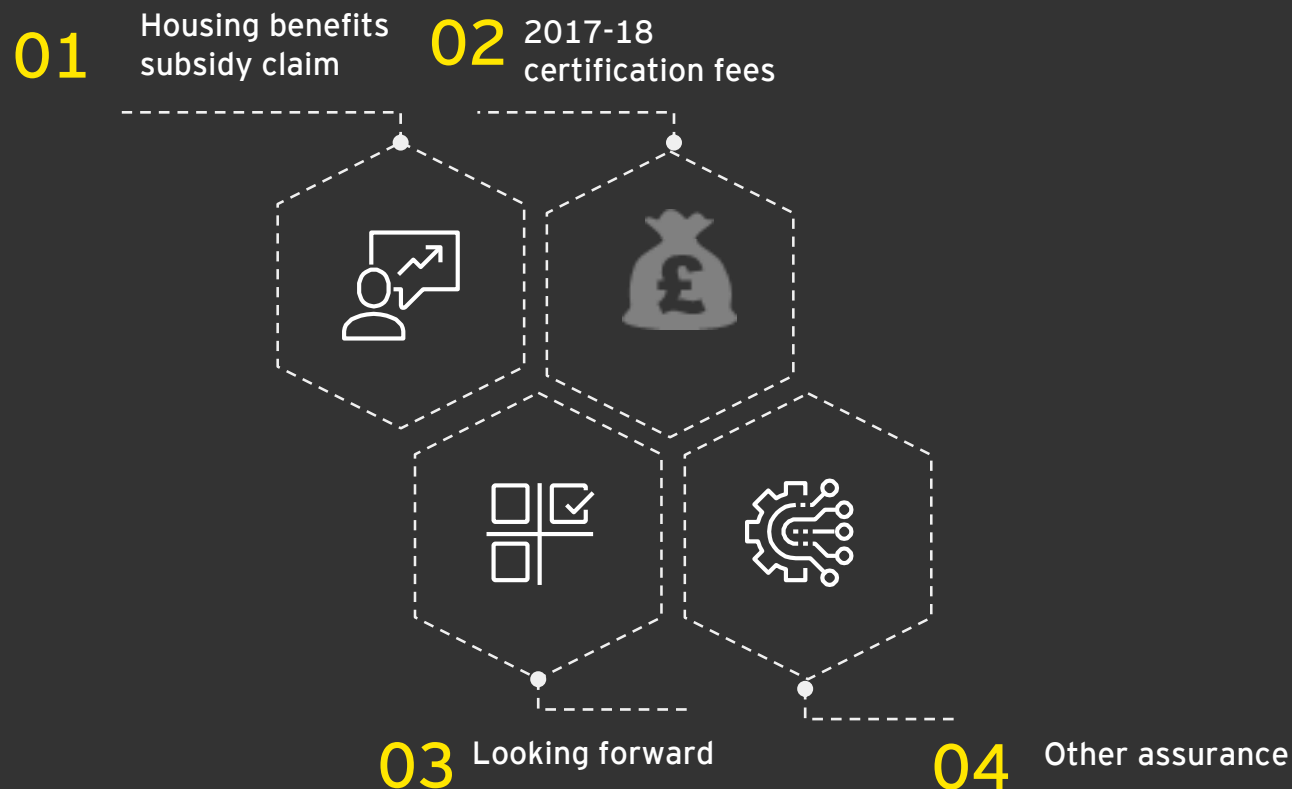 01
Housing benefits
subsidy claim
02
2017-18
certification fees
£
03
Looking forward
04
Other assurance